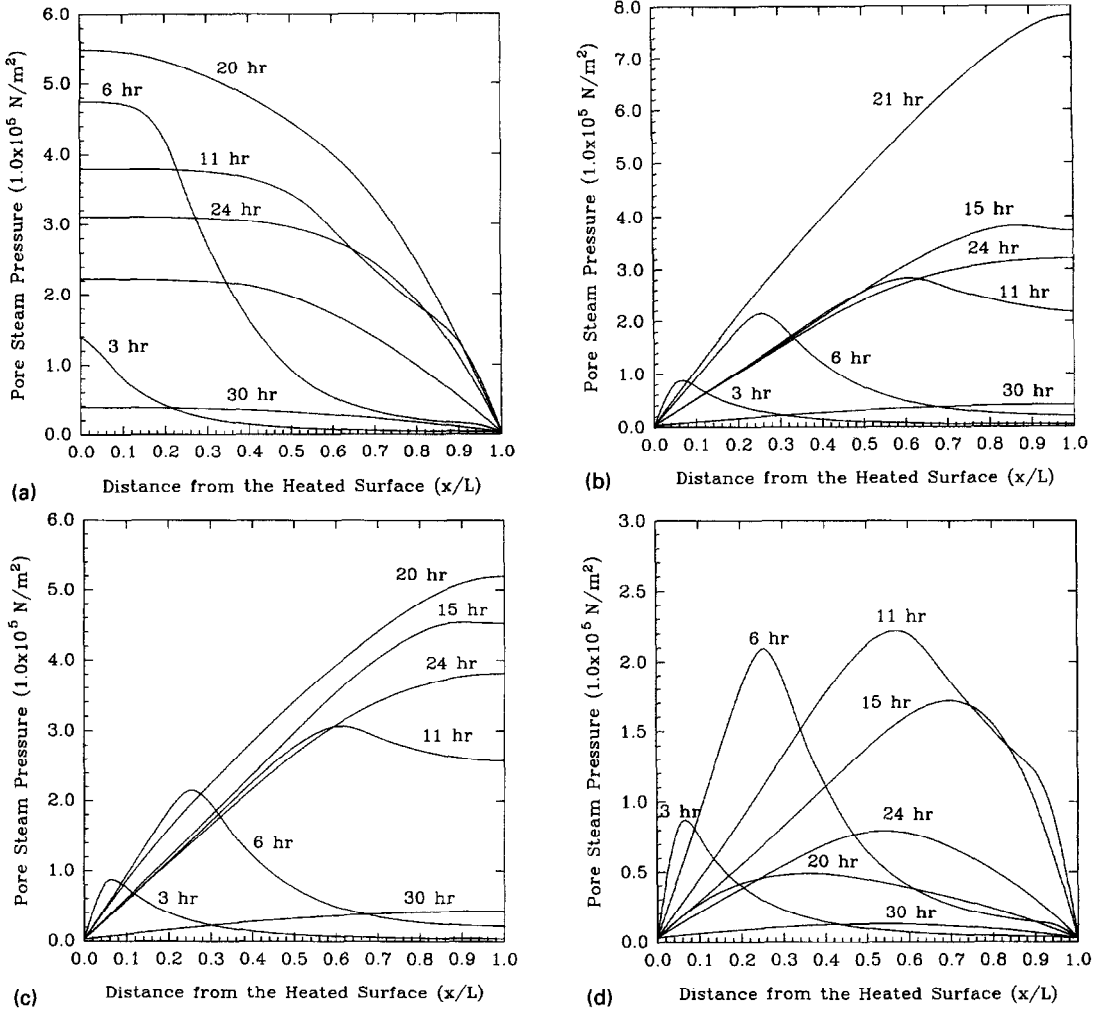 6.0
5.0
4.0
3.0
2.0
1.0
0.0
Pore Steam Pressure (1.0x10⁵ N/m²)
20 hr
6 hr
11 hr
24 hr
3 hr
30 hr
0.0 0.1 0.2 0.3 0.4 0.5 0.6 0.7 0.8 0.9 1.0
(a) Distance from the Heated Surface (x/L)
8.0
7.0
6.0
5.0
4.0
3.0
2.0
1.0
0.0
Pore Steam Pressure (1.0x10⁵ N/m²)
21 hr
15 hr
24 hr
11 hr
6 hr
3 hr
30 hr
0.0 0.1 0.2 0.3 0.4 0.5 0.6 0.7 0.8 0.9 1.0
(b) Distance from the Heated Surface (x/L)
6.0
5.0
4.0
3.0
2.0
1.0
0.0
Pore Steam Pressure (1.0x10⁵ N/m²)
20 hr
15 hr
24 hr
11 hr
6 hr
3 hr
30 hr
0.0 0.1 0.2 0.3 0.4 0.5 0.6 0.7 0.8 0.9 1.0
(c) Distance from the Heated Surface (x/L)
3.0
2.5
2.0
1.5
1.0
0.5
0.0
Pore Steam Pressure (1.0x10⁵ N/m²)
11 hr
6 hr
15 hr
3 hr
24 hr
20 hr
30 hr
0.0 0.1 0.2 0.3 0.4 0.5 0.6 0.7 0.8 0.9 1.0
(d) Distance from the Heated Surface (x/L)